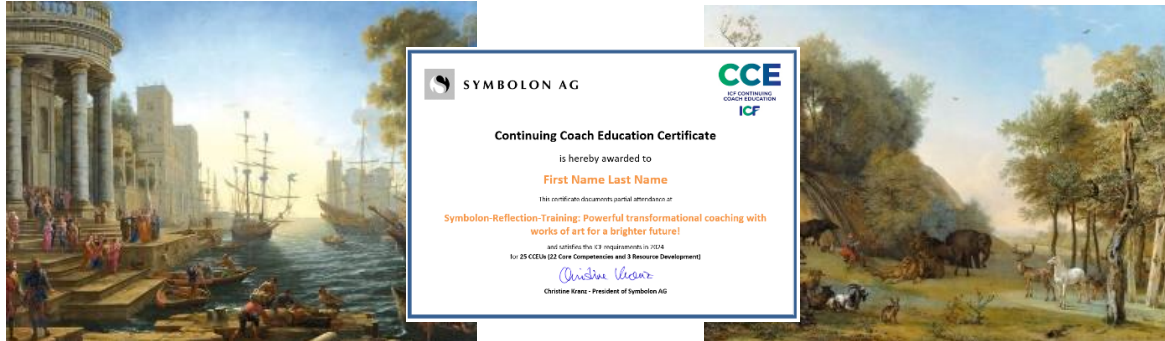 SYMBOLON AG
CCE
ICF CONTINUING
COACH EDUCATION
ICF
Continuing Coach Education Certificate
is hereby awarded to
First Name Last Name
This certificate documents partial attendance at
Symbolon-Reflection-Training: Powerful transformational coaching with
works of art for a brighter future!
and satisfies the ICF requirements in 2024
for 25 CCEUs (22 Core Competencies and 3 Resource Development)
Christine Kranz
Christine Kranz - President of Symbolon AG